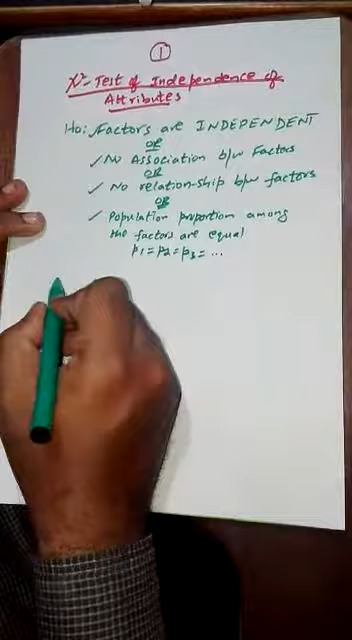 ①
χ²-Test of Independence of
Attributes
Ho: Factors are INDEPENDENT
OR
✓ No Association b/w Factors
OR
✓ No relation-ship b/w factors
OR
✓ Population proportion among
the factors are equal
P1 = P2 = P3 = ...